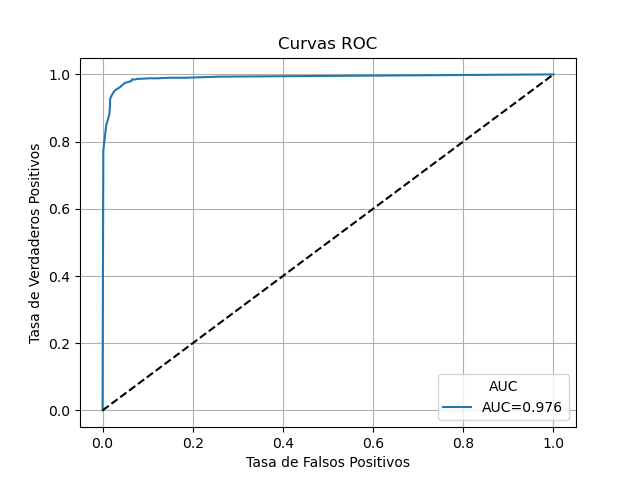 Curvas ROC
Tasa de Verdaderos Positivos
1.0
0.8
0.6
0.4
0.2
0.0
0.0 0.2 0.4 0.6 0.8 1.0
Tasa de Falsos Positivos
AUC
AUC=0.976